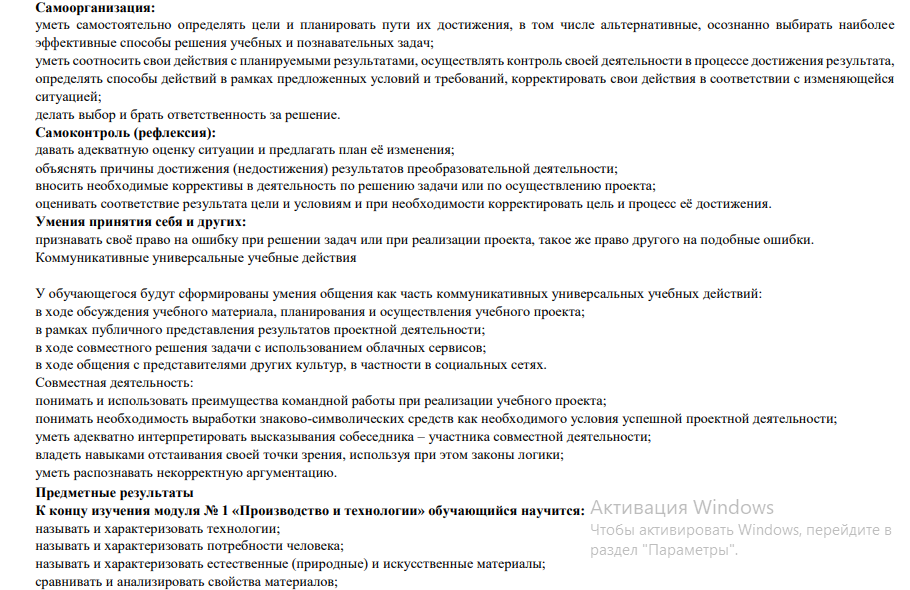 Самоорганизация:
уметь самостоятельно определять цели и планировать пути их достижения, в том числе альтернативные, осознанно выбирать наиболее
эффективные способы решения учебных и познавательных задач;
уметь соотносить свои действия с планируемыми результатами, осуществлять контроль своей деятельности в процессе достижения результата,
определять способы действий в рамках предложенных условий и требований, корректировать свои действия в соответствии с изменяющейся
ситуацией;
делать выбор и брать ответственность за решение.
Самоконтроль (рефлексия):
давать адекватную оценку ситуации и предлагать план её изменения;
объяснять причины достижения (недостижения) результатов преобразовательной деятельности;
вносить необходимые коррективы в деятельность по решению задачи или по осуществлению проекта;
оценивать соответствие результата цели и условиям и при необходимости корректировать цель и процесс её достижения.
Умения принятия себя и других:
признавать своё право на ошибку при решении задач или при реализации проекта, такое же право другого на подобные ошибки.
Коммуникативные универсальные учебные действия
У обучающегося будут сформированы умения общения как часть коммуникативных универсальных учебных действий:
в ходе обсуждения учебного материала, планирования и осуществления учебного проекта;
в рамках публичного представления результатов проектной деятельности;
в ходе совместного решения задачи с использованием облачных сервисов;
в ходе общения с представителями других культур, в частности в социальных сетях.
Совместная деятельность:
понимать и использовать преимущества командной работы при реализации учебного проекта;
понимать необходимость выработки знаково-символических средств как необходимого условия успешной проектной деятельности;
уметь адекватно интерпретировать высказывания собеседника – участника совместной деятельности;
владеть навыками отстаивания своей точки зрения, используя при этом законы логики;
уметь распознавать некорректную аргументацию.
Предметные результаты
К концу изучения модуля № 1 «Производство и технологии» обучающийся научится:
называть и характеризовать технологии;
называть и характеризовать потребности человека;
называть и характеризовать естественные (природные) и искусственные материалы;
сравнивать и анализировать свойства материалов;
Активация Windows
Чтобы активировать Windows, перейдите в
раздел "Параметры".